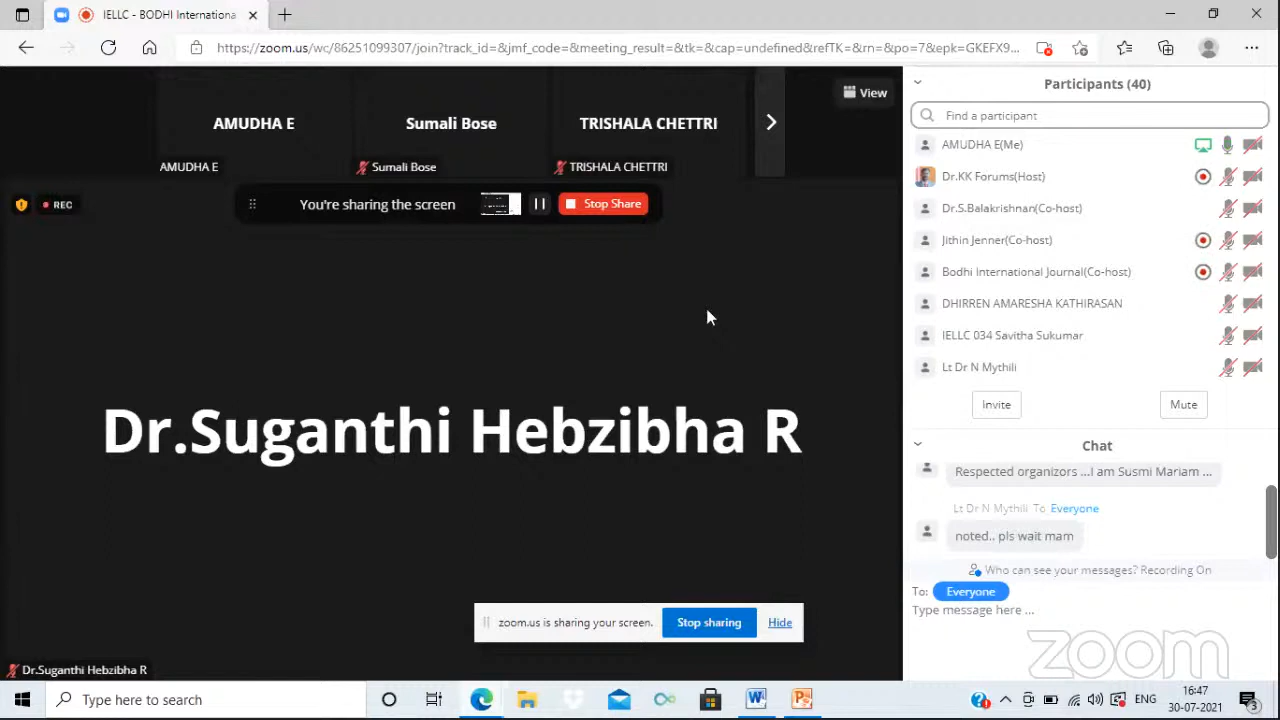 IELLC - BODHI Internationa
https://zoom.us/wc/86251099307/join?track_id=&jmf_code=&meeting_result=&tk=&cap=undefined&refTK=&rn=&po=7&epk=GKEFX9...
AMUDHA E
Sumali Bose
TRISHALA CHETTRI
View
AMUDHA E
Sumali Bose
TRISHALA CHETTRI
REC
You're sharing the screen
Stop Share
Dr.Suganthi Hebzibha R
zoom.us is sharing your screen.
Stop sharing
Hide
Dr.Suganthi Hebzibha R
Participants (40)
Find a participant
AMUDHA E(Me)
Dr.KK Forums(Host)
Dr.S.Balakrishnan(Co-host)
Jithin Jenner(Co-host)
Bodhi International Journal(Co-host)
DHIRREN AMARESHA KATHIRASAN
IELLC 034 Savitha Sukumar
Lt Dr N Mythili
Invite
Mute
Chat
Respected organizors ...I am Susmi Mariam ...
Lt Dr N Mythili To Everyone
noted.. pls wait mam
Who can see your messages? Recording On
To: Everyone
Type message here ...
zoom
Type here to search
ENG
16:47
30-07-2021
3